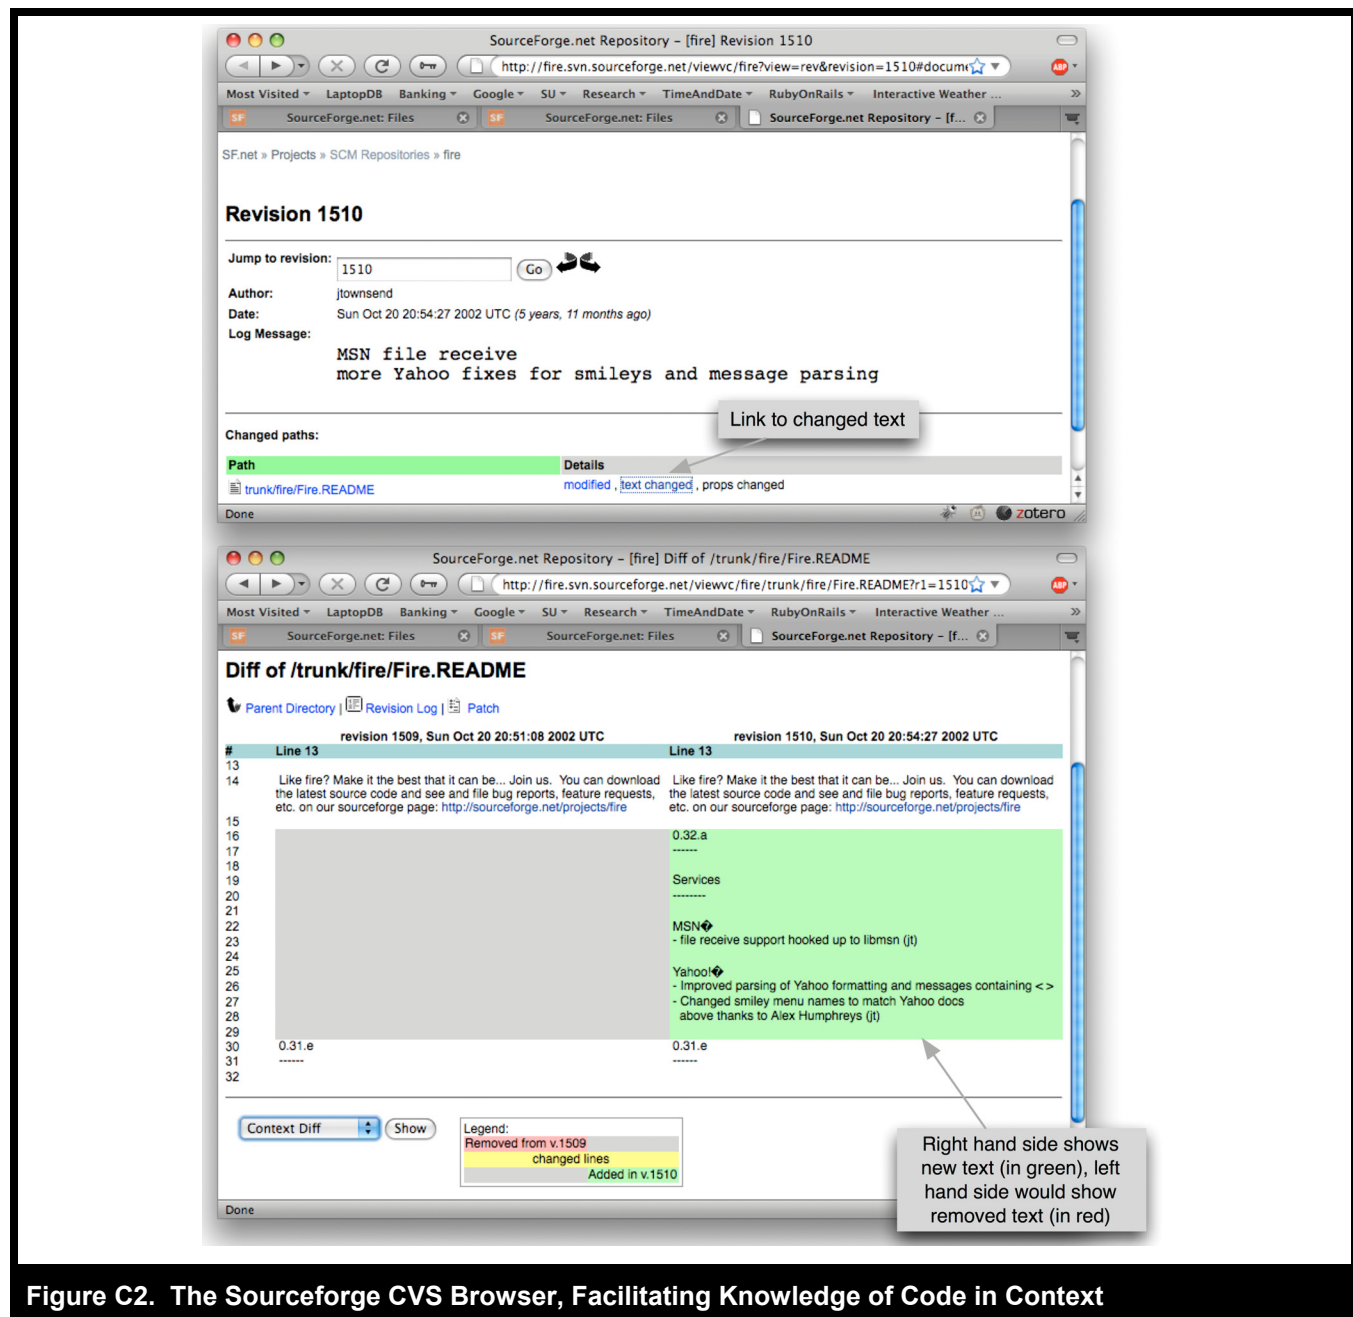 SourceForge.net Repository – [fire] Revision 1510
http://fire.svn.sourceforge.net/viewvc/fire?view=rev&revision=1510#docume
ABP
Most Visited LaptopDB Banking Google SU Research TimeAndDate RubyOnRails Interactive Weather ... »
SF SourceForge.net: Files SF SourceForge.net: Files SourceForge.net Repository – [f...
SF.net » Projects » SCM Repositories » fire
Revision 1510
Jump to revision: 1510 Go
Author: jtownsend
Date: Sun Oct 20 20:54:27 2002 UTC (5 years, 11 months ago)
Log Message:
MSN file receive
more Yahoo fixes for smileys and message parsing
Link to changed text
Changed paths:
Path Details
trunk/fire/Fire.README modified , text changed , props changed
Done zotero
SourceForge.net Repository – [fire] Diff of /trunk/fire/Fire.README
http://fire.svn.sourceforge.net/viewvc/fire/trunk/fire/Fire.README?r1=1510
ABP
Most Visited LaptopDB Banking Google SU Research TimeAndDate RubyOnRails Interactive Weather ... »
SF SourceForge.net: Files SF SourceForge.net: Files SourceForge.net Repository – [f...
Diff of /trunk/fire/Fire.README
Parent Directory | Revision Log | Patch
revision 1509, Sun Oct 20 20:51:08 2002 UTC revision 1510, Sun Oct 20 20:54:27 2002 UTC
# Line 13 Line 13
13
14 Like fire? Make it the best that it can be... Join us. You can download Like fire? Make it the best that it can be... Join us. You can download
the latest source code and see and file bug reports, feature requests, the latest source code and see and file bug reports, feature requests,
etc. on our sourceforge page: http://sourceforge.net/projects/fire etc. on our sourceforge page: http://sourceforge.net/projects/fire
15
16 0.32.a
17 ------
18
19 Services
20 --------
21
22 MSN�
23 - file receive support hooked up to libmsn (jt)
24
25 Yahoo!�
26 - Improved parsing of Yahoo formatting and messages containing < >
27 - Changed smiley menu names to match Yahoo docs
28 above thanks to Alex Humphreys (jt)
29
30 0.31.e 0.31.e
31 ------ ------
32
Context Diff Show
Legend:
Removed from v.1509
changed lines
Added in v.1510
Right hand side shows
new text (in green), left
hand side would show
removed text (in red)
Done
Figure C2. The Sourceforge CVS Browser, Facilitating Knowledge of Code in Context